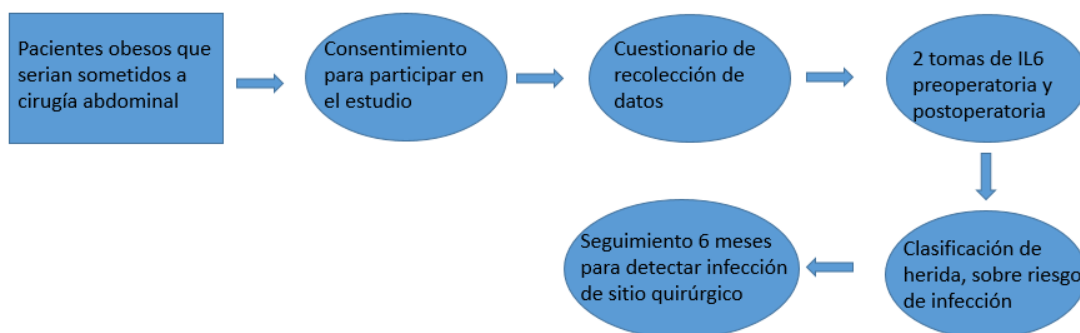 Pacientes obesos que
serian sometidos a
cirugía abdominal
Consentimiento
para participar en
el estudio
Cuestionario de
recolección de
datos
2 tomas de IL6
preoperatoria y
postoperatoria
Clasificación de
herida, sobre riesgo
de infección
Seguimiento 6 meses
para detectar infección
de sitio quirúrgico